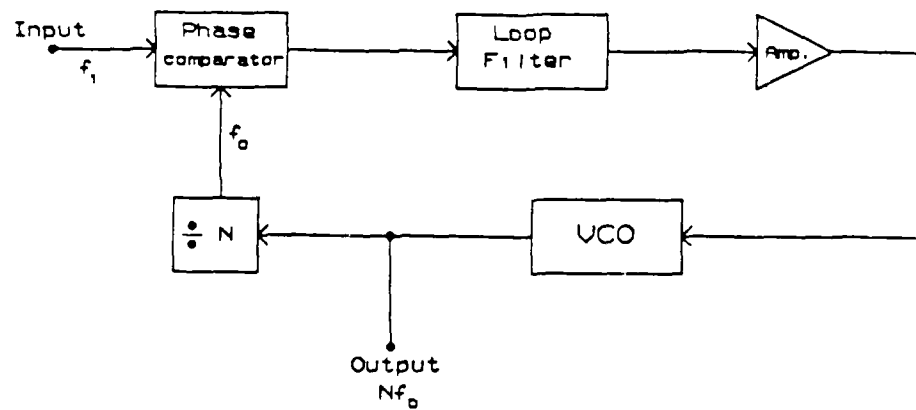 Input
f₁
Phase
comparator
Loop
Filter
Amp.
f₀
÷ N
VCO
Output
Nf₀